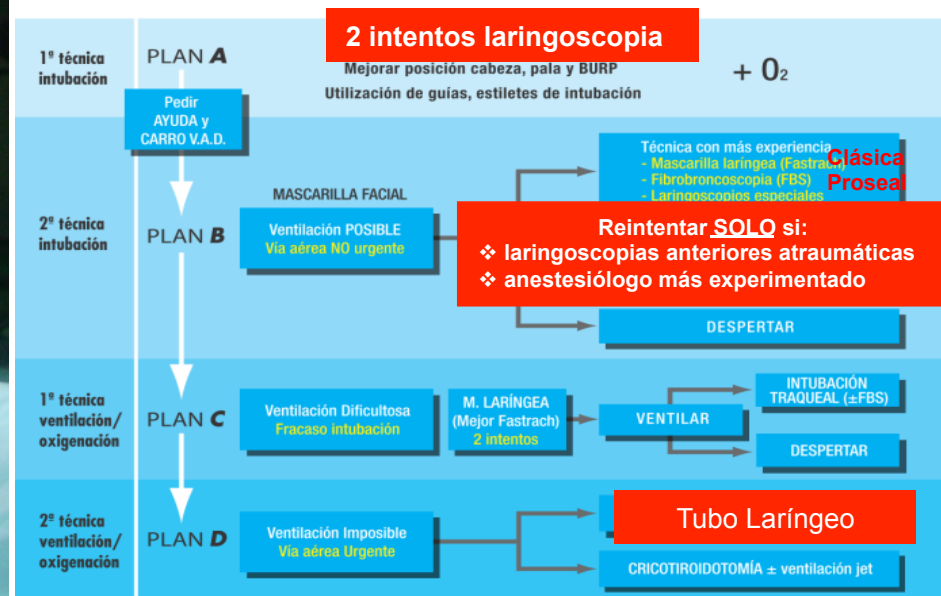 2 intentos laringoscopia
1ª técnica
intubación
PLAN A
Mejorar posición cabeza, pala y BURP
Utilización de guías, estiletes de intubación
+ O₂
Pedir
AYUDA y
CARRO V.A.D.
2ª técnica
intubación
PLAN B
MASCARILLA FACIAL
Ventilación POSIBLE
Vía aérea NO urgente
Técnica con más experiencia
- Mascarilla laríngea (Fastrach)
- Fibrobroncoscopia (FBS)
- Laringoscopios especiales
Clásica
Proseal
Reintentar SOLO si:
❖ laringoscopias anteriores atraumáticas
❖ anestesiólogo más experimentado
DESPERTAR
1ª técnica
ventilación/
oxigenación
PLAN C
Ventilación Dificultosa
Fracaso intubación
M. LARÍNGEA
(Mejor Fastrach)
2 intentos
VENTILAR
INTUBACIÓN
TRAQUEAL (±FBS)
DESPERTAR
2ª técnica
ventilación/
oxigenación
PLAN D
Ventilación Imposible
Vía aérea Urgente
Tubo Laríngeo
CRICOTIROIDOTOMÍA ± ventilación jet